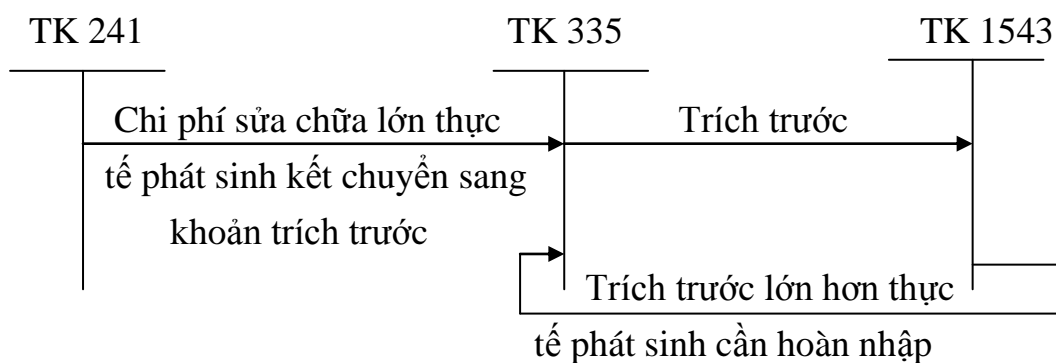 TK 241
TK 335
TK 1543
Chi phí sửa chữa lớn thực
tế phát sinh kết chuyển sang
khoản trích trước
Trích trước
Trích trước lớn hơn thực
tế phát sinh cần hoàn nhập